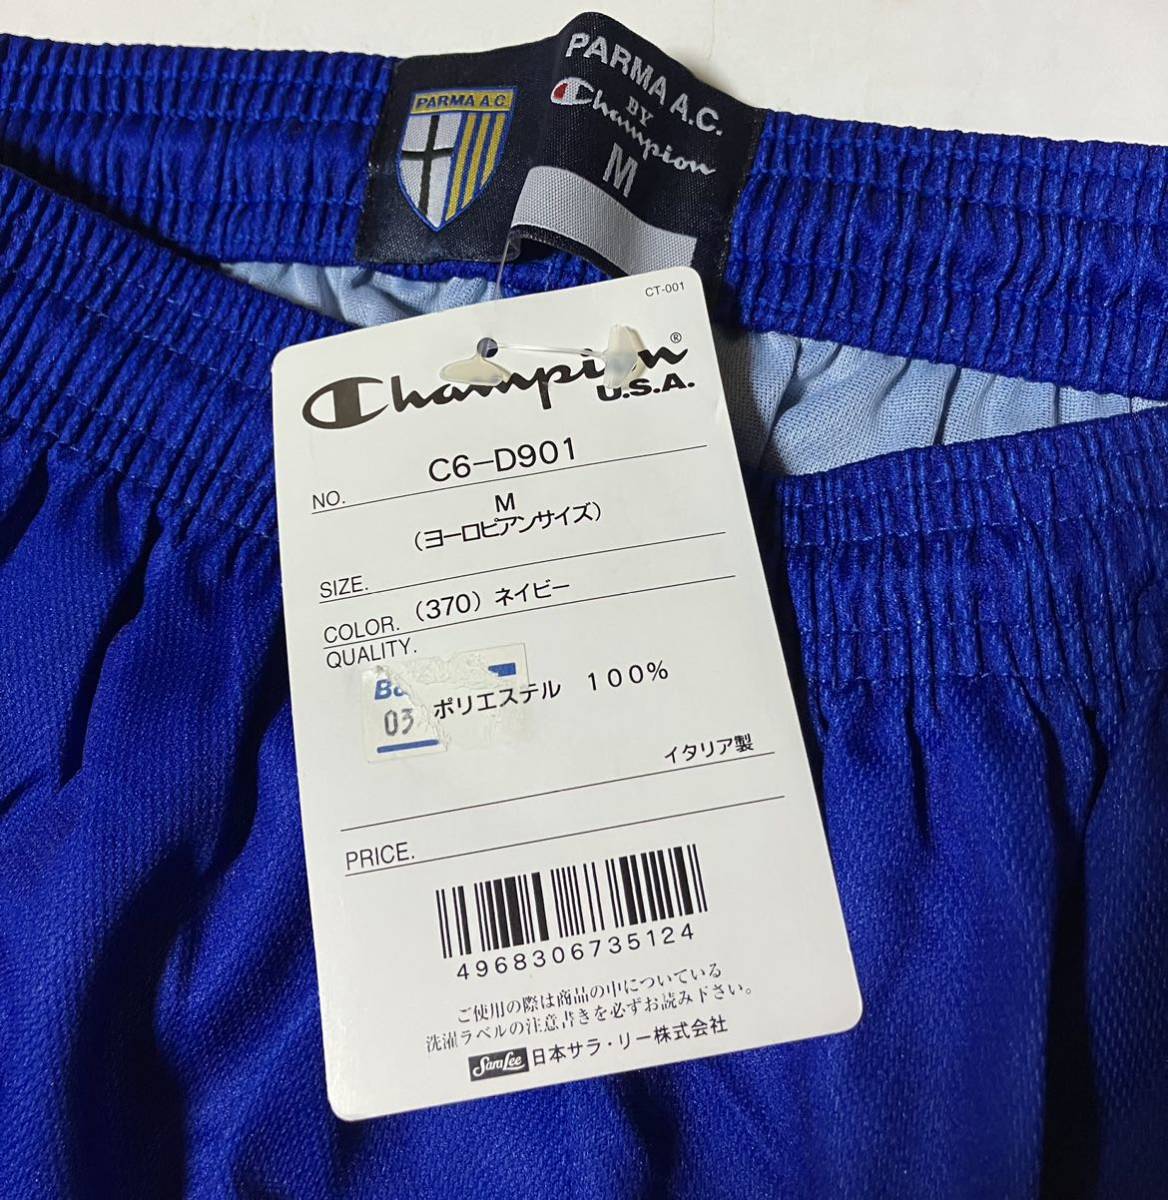 PARMA A.C.
PARMA A.C.
BY
Champion
M
CT-001
Champion®
U.S.A.
NO. C6-D901
M
(ヨーロピアンサイズ)
SIZE.
COLOR. (370) ネイビー
QUALITY.
03
ポリエステル 100%
イタリア製
PRICE.
4968306735124
ご使用の際は商品の中についている
洗濯ラベルの注意書きを必ずお読み下さい。
Sara Lee 日本サラ・リー株式会社